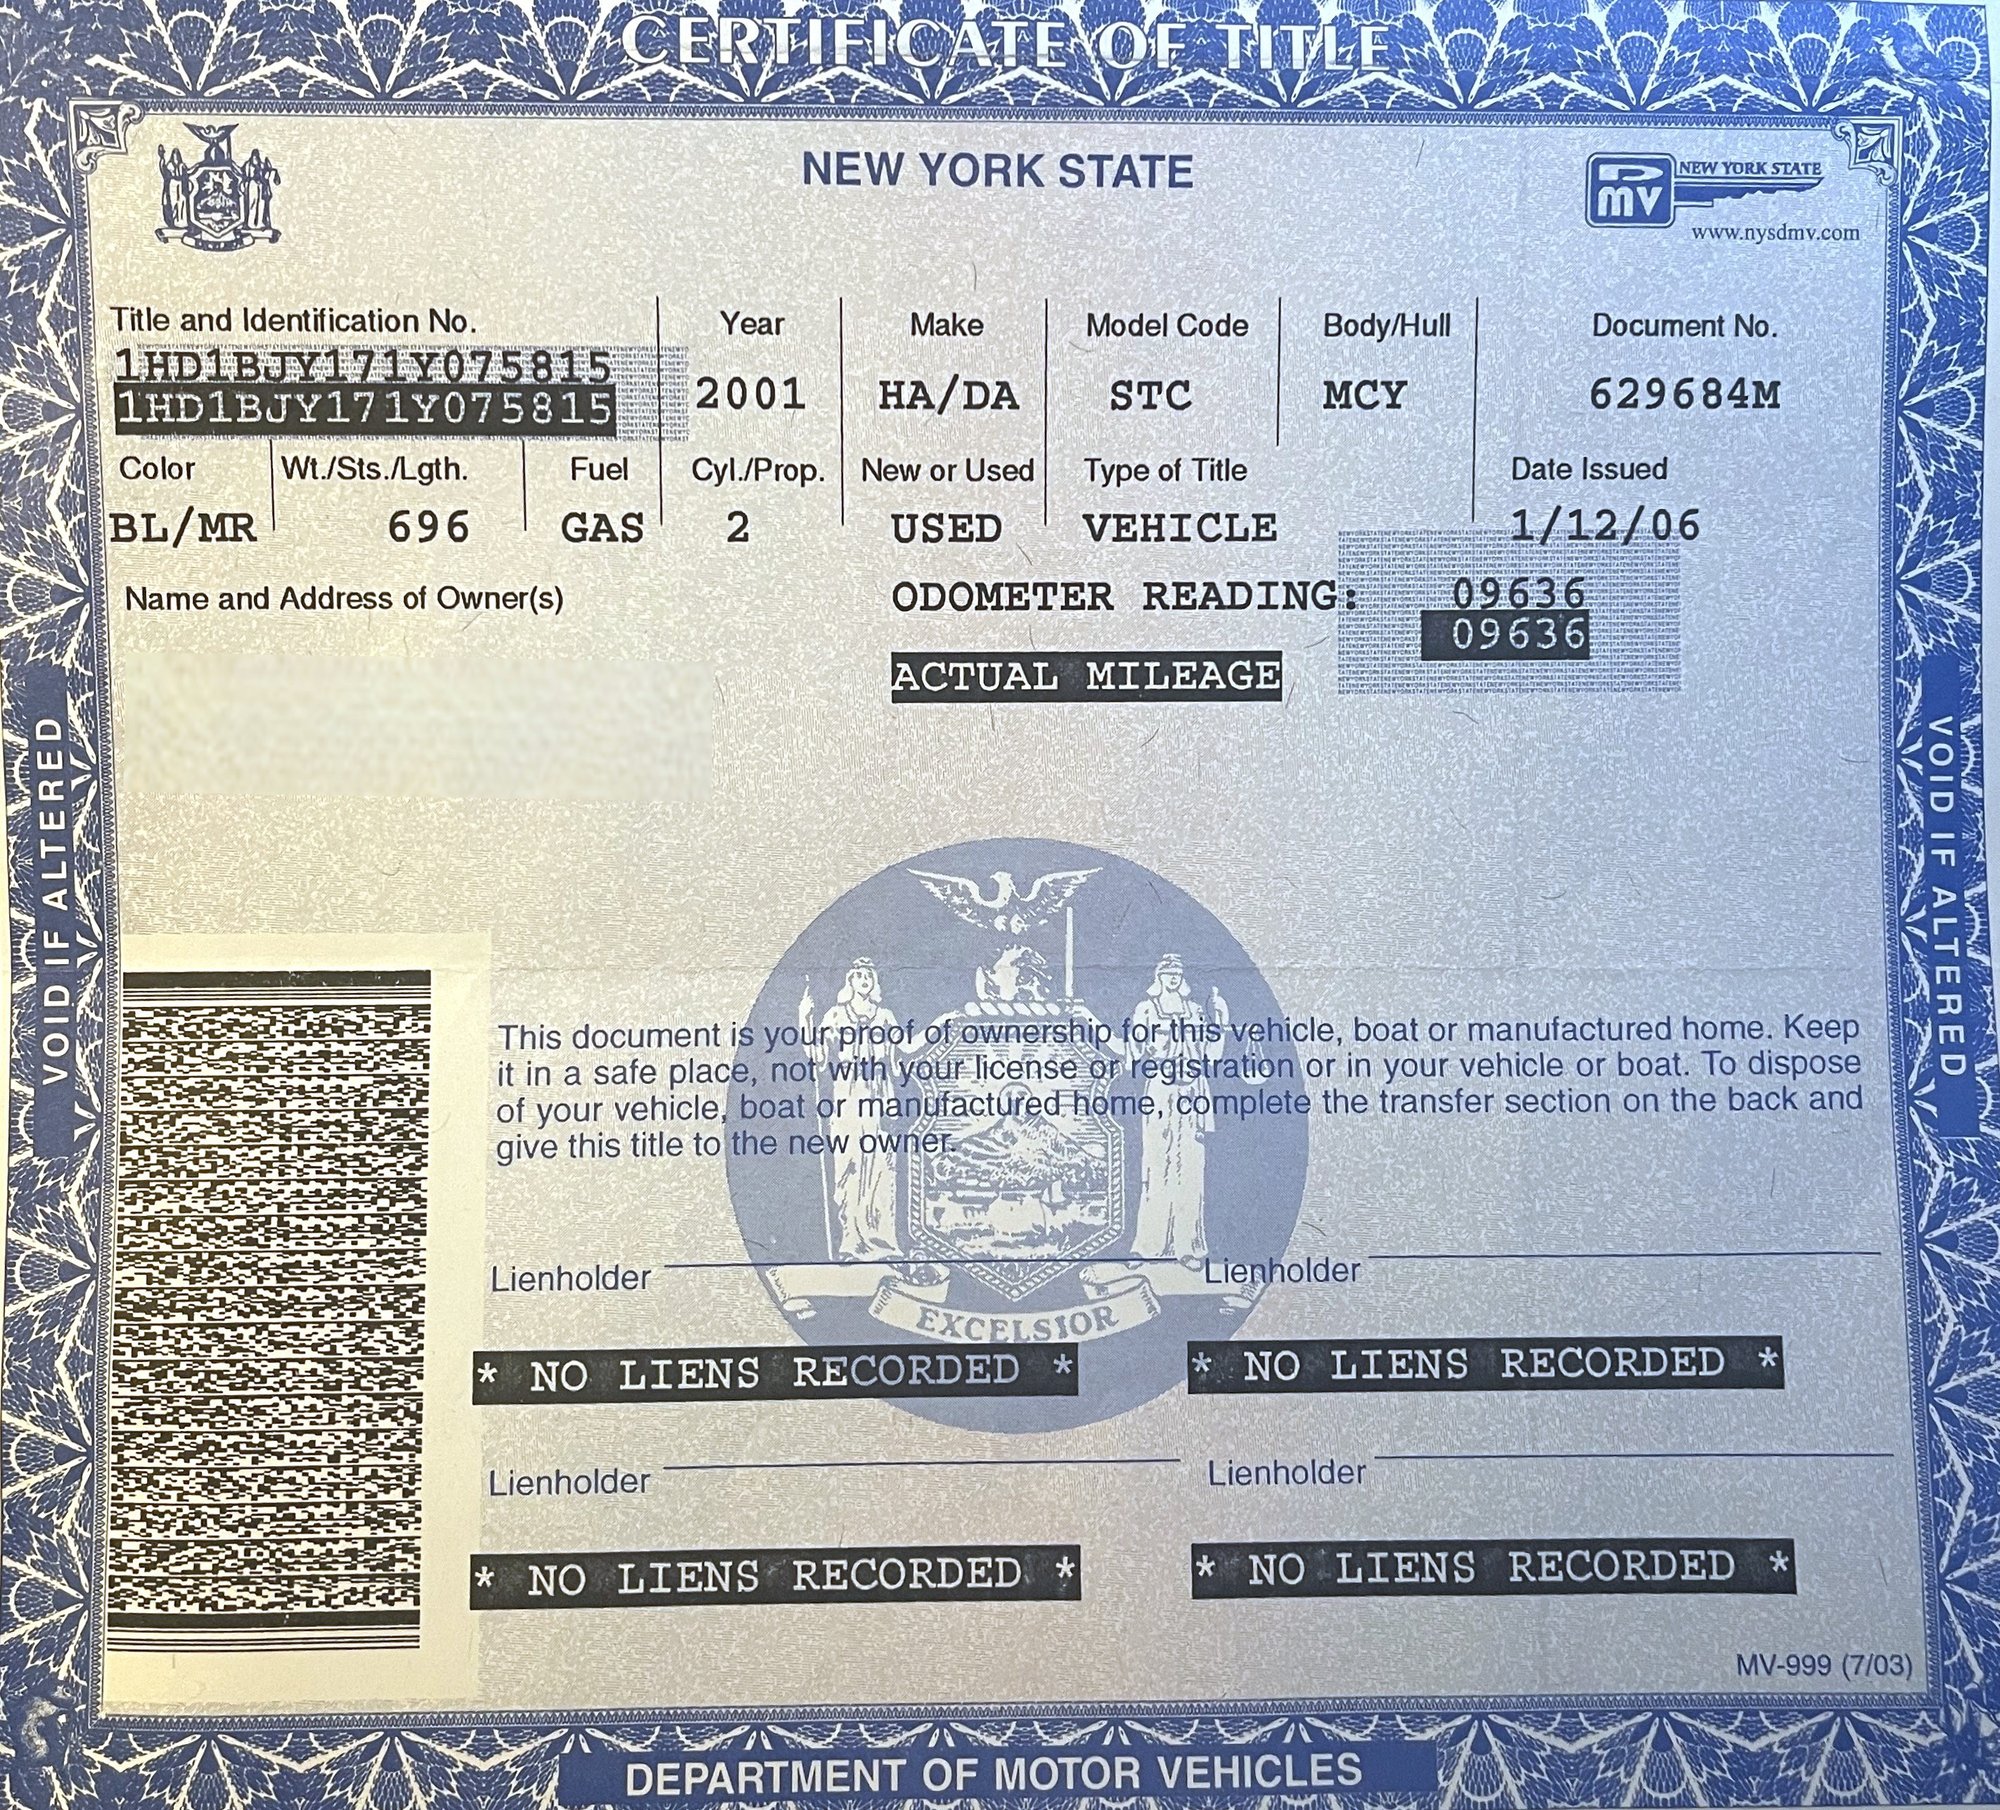 CERTIFICATE OF TITLE
NEW YORK STATE
DMV NEW YORK STATE
www.nysdmv.com
Title and Identification No. Year Make Model Code Body/Hull Document No.
1HD1BJY171Y075815
1HD1BJY171Y075815 2001 HA/DA STC MCY 629684M
Color Wt./Sts./Lgth. Fuel Cyl./Prop. New or Used Type of Title Date Issued
BL/MR 696 GAS 2 USED VEHICLE 1/12/06
Name and Address of Owner(s) ODOMETER READING: 09636
09636
ACTUAL MILEAGE
VOID IF ALTERED
VOID IF ALTERED
This document is your proof of ownership for this vehicle, boat or manufactured home. Keep
it in a safe place, not with your license or registration or in your vehicle or boat. To dispose
of your vehicle, boat or manufactured home, complete the transfer section on the back and
give this title to the new owner.
Lienholder Lienholder
EXCELSIOR
* NO LIENS RECORDED * * NO LIENS RECORDED *
Lienholder Lienholder
* NO LIENS RECORDED * * NO LIENS RECORDED *
MV-999 (7/03)
DEPARTMENT OF MOTOR VEHICLES